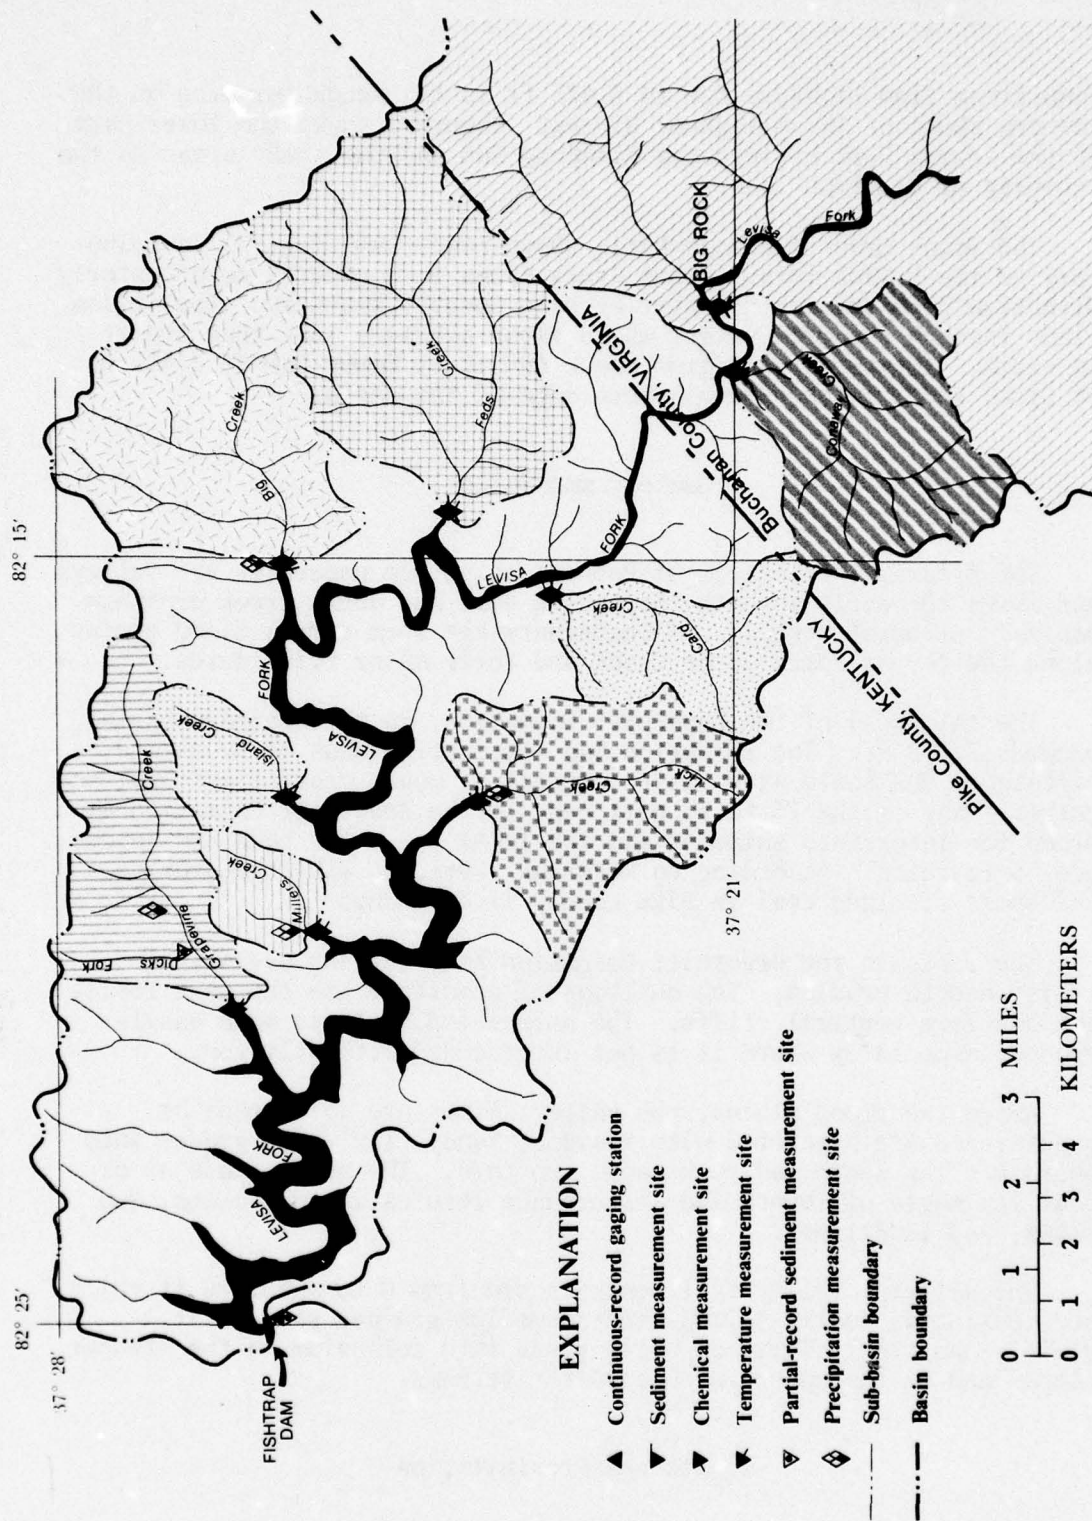 82° 25'
82° 15'
37° 28'
37° 21'
FISHTRAP
DAM
LEVISA
FORK
Dicks Fork
Grapevine
Creek
Millers
Creek
Island
Creek
LEVISA
FORK
Big
Creek
Feds
Creek
Lick
Creek
Card
Creek
LEVISA
FORK
Conaway
Creek
BIG ROCK
Levisa
Fork
Buchanan County, VIRGINIA
Pike County, KENTUCKY
EXPLANATION
Continuous-record gaging station
Sediment measurement site
Chemical measurement site
Temperature measurement site
Partial-record sediment measurement site
Precipitation measurement site
Sub-basin boundary
Basin boundary
0 1 2 3 MILES
0 1 2 3 4 KILOMETERS